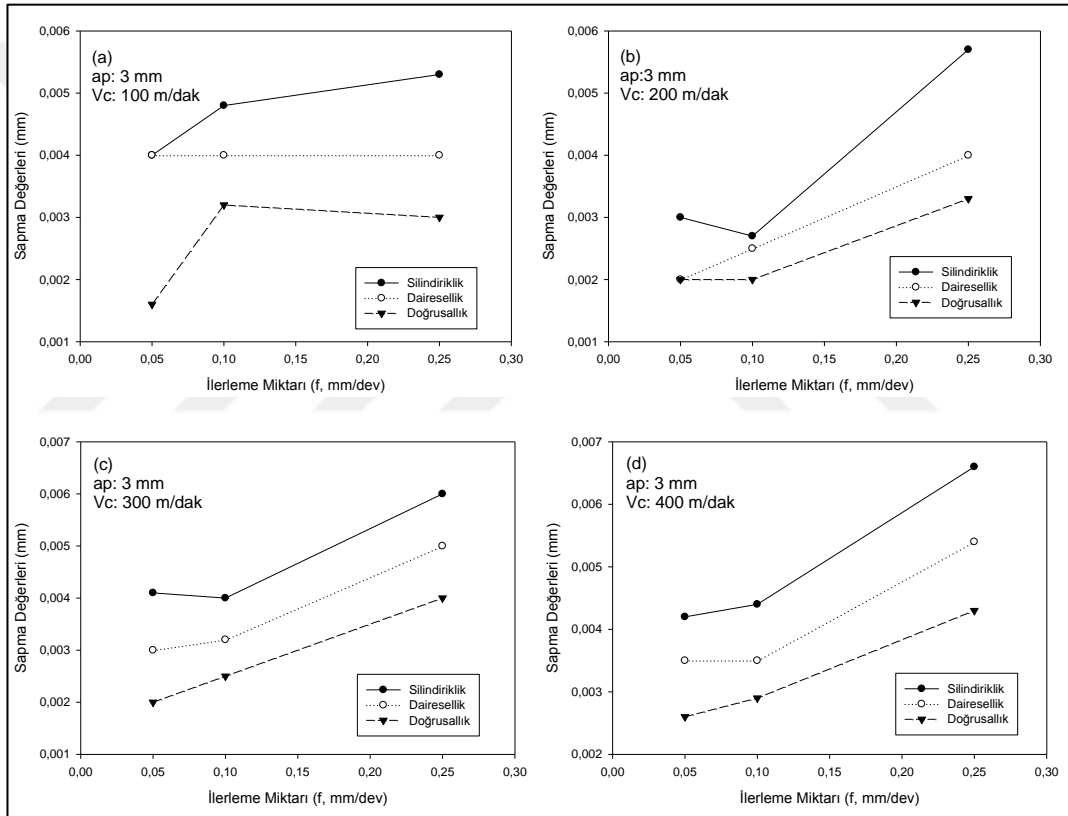 (a)
ap: 3 mm
Vc: 100 m/dak
Sapma Değerleri (mm)
0,006
0,005
0,004
0,003
0,002
0,001
0,00 0,05 0,10 0,15 0,20 0,25 0,30
İlerleme Miktarı (f, mm/dev)
Silindiriklik
Dairesellik
Doğrusallık
(b)
ap:3 mm
Vc: 200 m/dak
Sapma Değerleri (mm)
0,006
0,005
0,004
0,003
0,002
0,001
0,00 0,05 0,10 0,15 0,20 0,25 0,30
İlerleme Miktarı (f, mm/dev)
Silindiriklik
Dairesellik
Doğrusallık
(c)
ap: 3 mm
Vc: 300 m/dak
Sapma Değerleri (mm)
0,007
0,006
0,005
0,004
0,003
0,002
0,001
0,00 0,05 0,10 0,15 0,20 0,25 0,30
İlerleme Miktarı (f, mm/dev)
Silindiriklik
Dairesellik
Doğrusallık
(d)
ap: 3 mm
Vc: 400 m/dak
Sapma Değerleri (mm)
0,007
0,006
0,005
0,004
0,003
0,002
0,00 0,05 0,10 0,15 0,20 0,25 0,30
İlerleme Miktarı (f, mm/dev)
Silindiriklik
Dairesellik
Doğrusallık